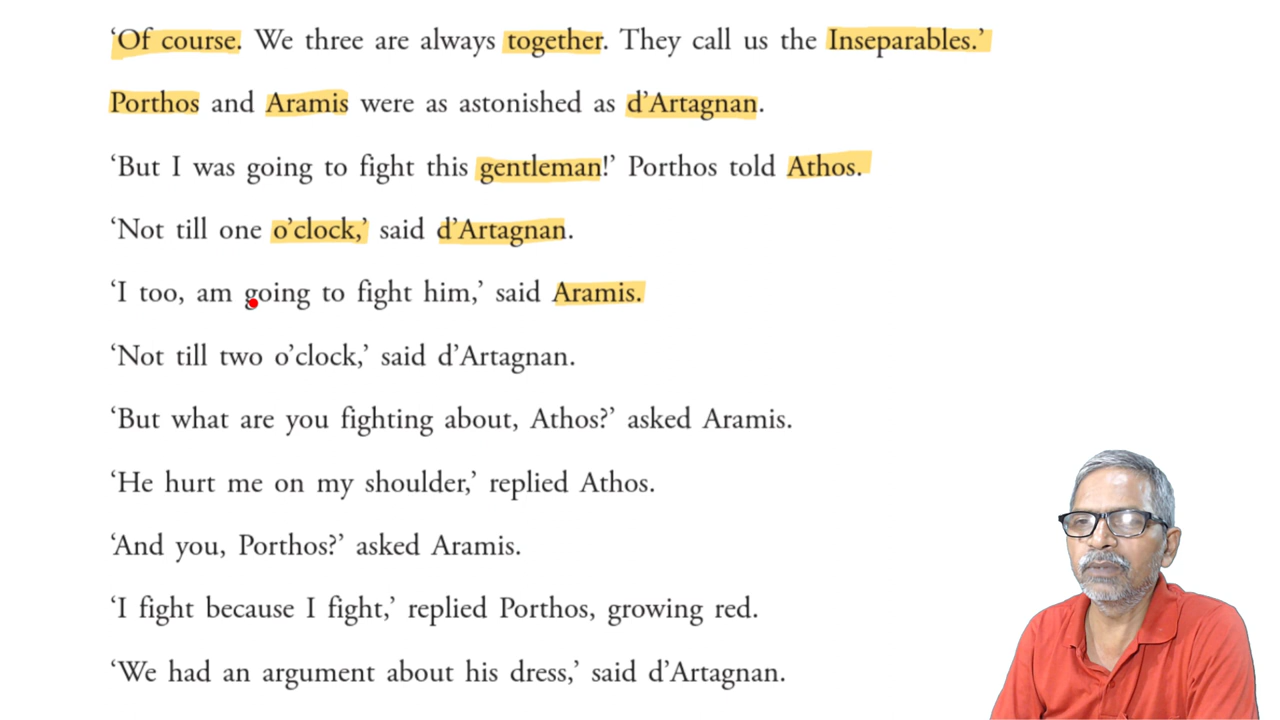 ‘Of course. We three are always together. They call us the Inseparables.’
Porthos and Aramis were as astonished as d’Artagnan.
‘But I was going to fight this gentleman!’ Porthos told Athos.
‘Not till one o’clock,’ said d’Artagnan.
‘I too, am going to fight him,’ said Aramis.
‘Not till two o’clock,’ said d’Artagnan.
‘But what are you fighting about, Athos?’ asked Aramis.
‘He hurt me on my shoulder,’ replied Athos.
‘And you, Porthos?’ asked Aramis.
‘I fight because I fight,’ replied Porthos, growing red.
‘We had an argument about his dress,’ said d’Artagnan.